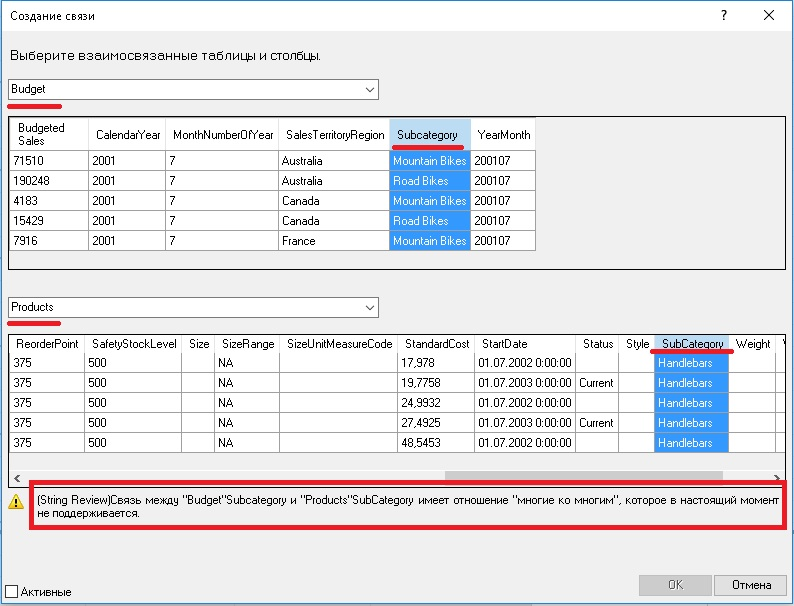 Создание связи
?
Выберите взаимосвязанные таблицы и столбцы.
Budget
Budgeted Sales CalendarYear MonthNumberOfYear SalesTerritoryRegion Subcategory YearMonth
71510 2001 7 Australia Mountain Bikes 200107
190248 2001 7 Australia Road Bikes 200107
4183 2001 7 Canada Mountain Bikes 200107
15429 2001 7 Canada Road Bikes 200107
7916 2001 7 France Mountain Bikes 200107
Products
ReorderPoint SafetyStockLevel Size SizeRange SizeUnitMeasureCode StandardCost StartDate Status Style SubCategory Weight
375 500 NA 17,978 01.07.2002 0:00:00 Handlebars
375 500 NA 19,7758 01.07.2003 0:00:00 Current Handlebars
375 500 NA 24,9932 01.07.2002 0:00:00 Handlebars
375 500 NA 27,4925 01.07.2003 0:00:00 Current Handlebars
375 500 NA 48,5453 01.07.2002 0:00:00 Handlebars
(String Review)Связь между "Budget"Subcategory и "Products"SubCategory имеет отношение "многие ко многим", которое в настоящий момент
не поддерживается.
OK Отмена
Активные